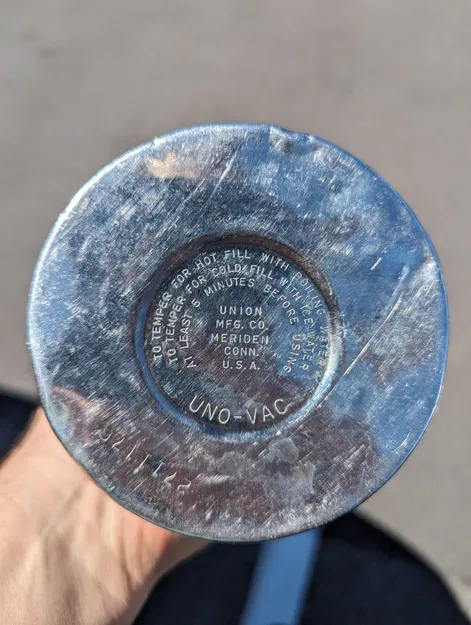 TO TEMPER FOR HOT FILL WITH BOILING WATER
TO TEMPER FOR COLD FILL WITH ICE WATER
AT LEAST 5 MINUTES BEFORE USING
UNION
MFG. CO.
MERIDEN
CONN.
U.S.A.
UNO-VAC